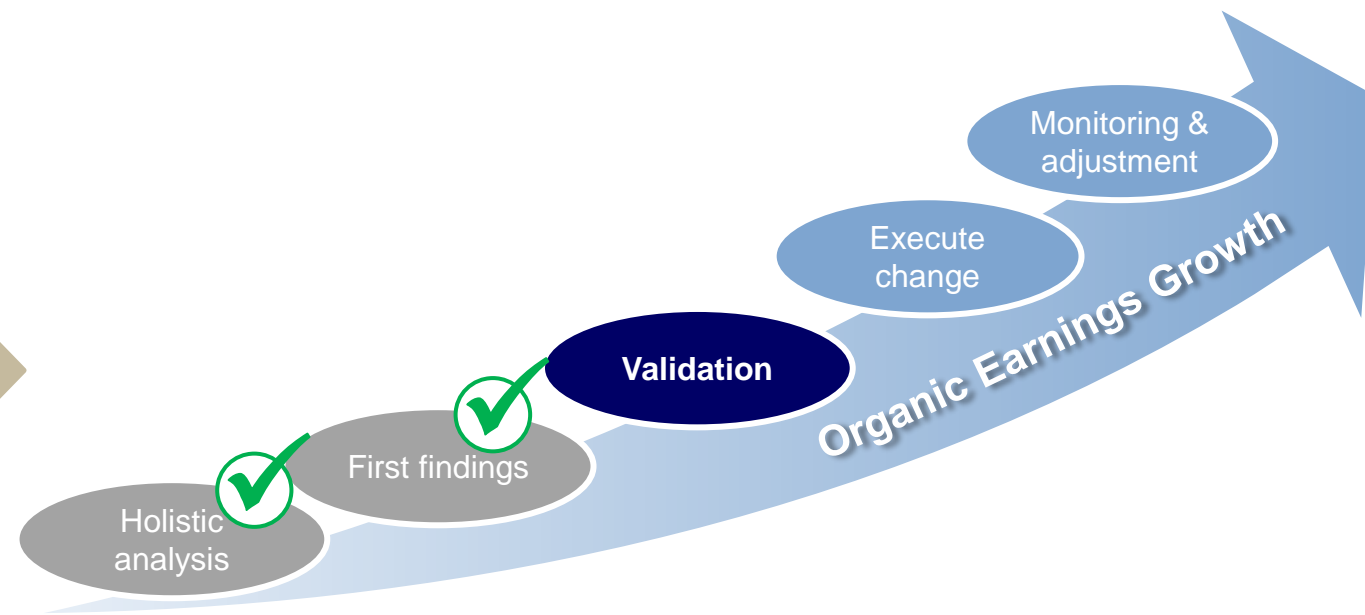 Monitoring &
adjustment
Execute
change
Organic Earnings Growth
Validation
First findings
Holistic
analysis